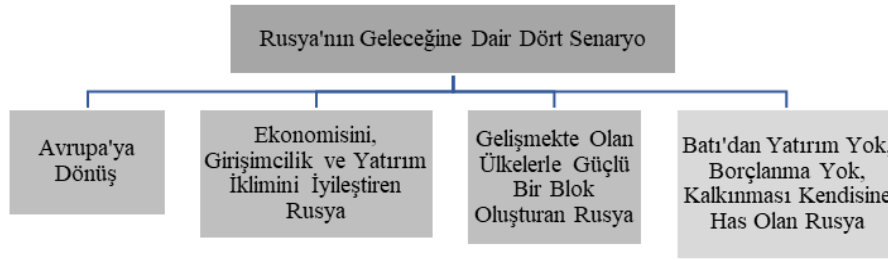 Rusya'nın Geleceğine Dair Dört Senaryo
Avrupa'ya
Dönüş
Ekonomisini,
Girişimcilik ve Yatırım
İklimini İyileştiren
Rusya
Gelişmekte Olan
Ülkelerle Güçlü
Bir Blok
Oluşturan Rusya
Batı'dan Yatırım Yok,
Borçlanma Yok,
Kalkınması Kendisine
Has Olan Rusya